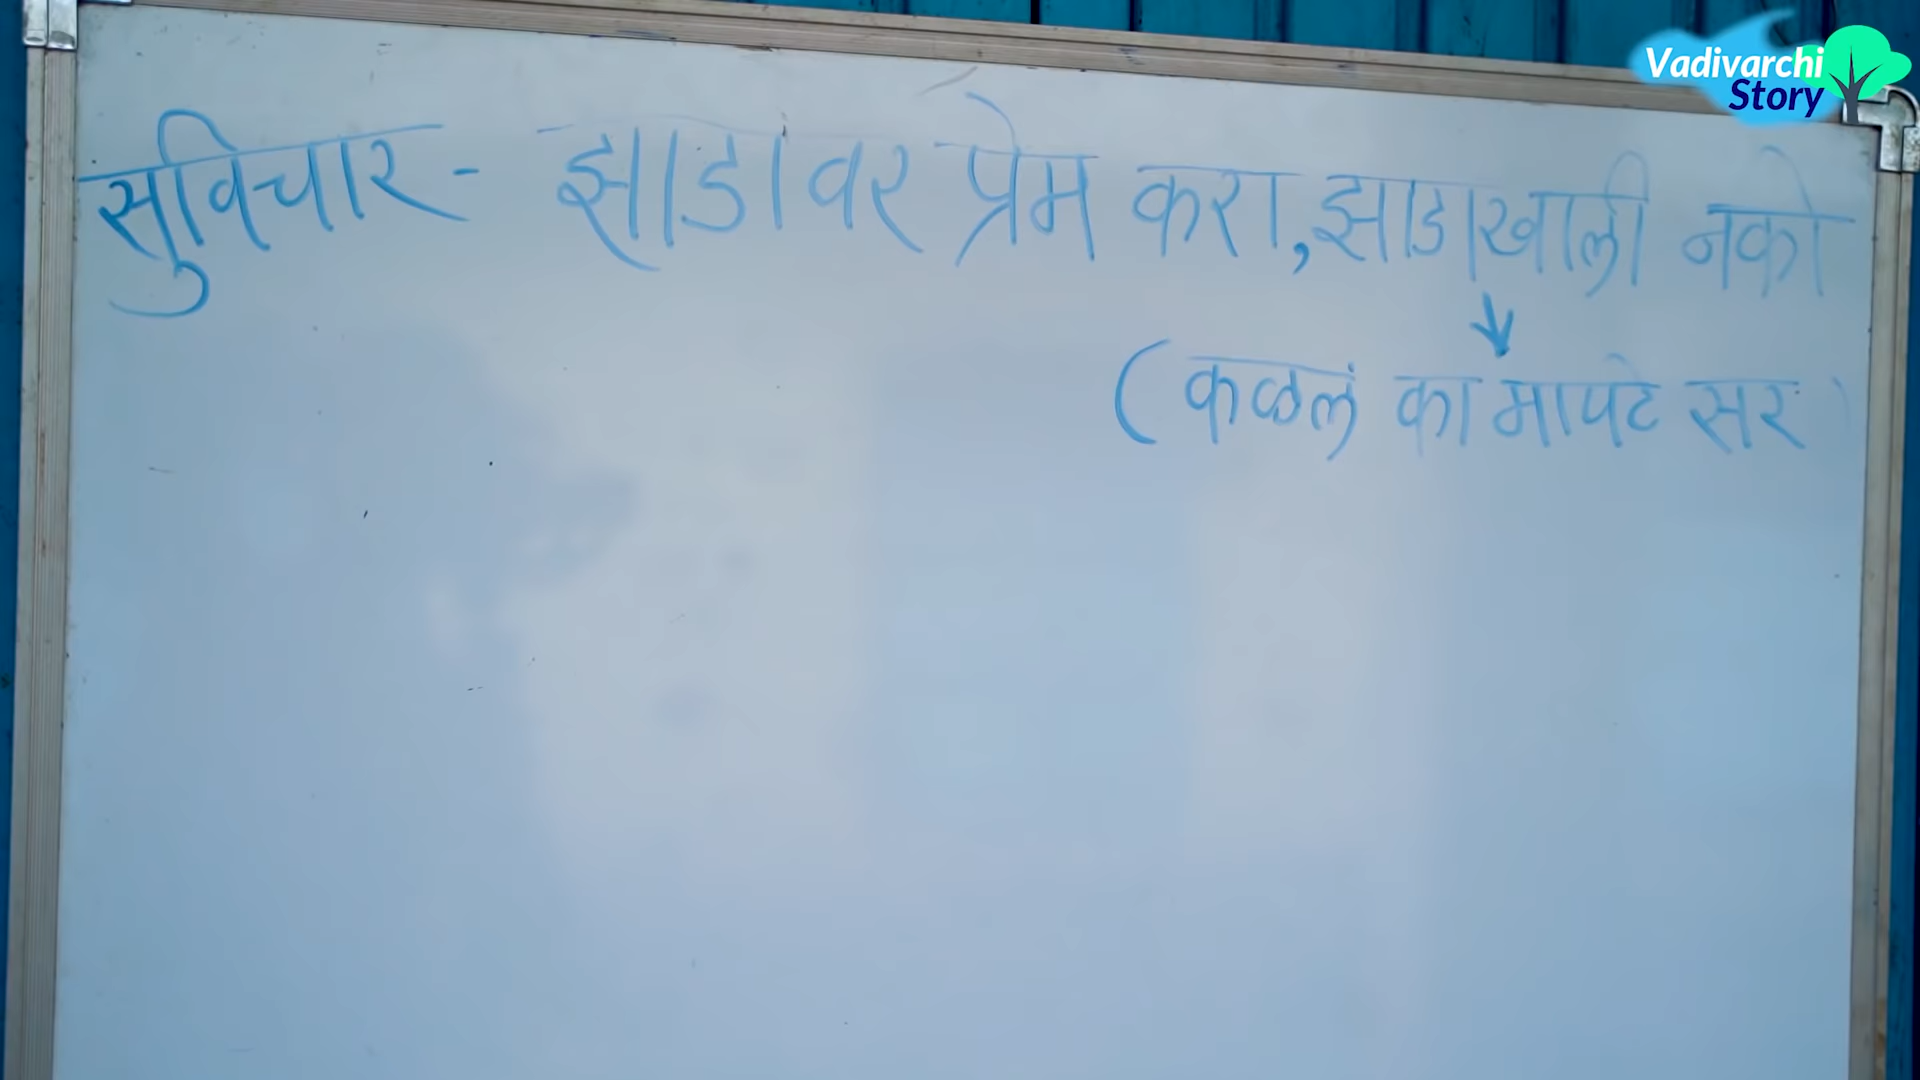 Vadivarchi
Story
सुविचार - झाडावर प्रेम करा, झाडाखाली नको
(कळलं का मापटे सर)